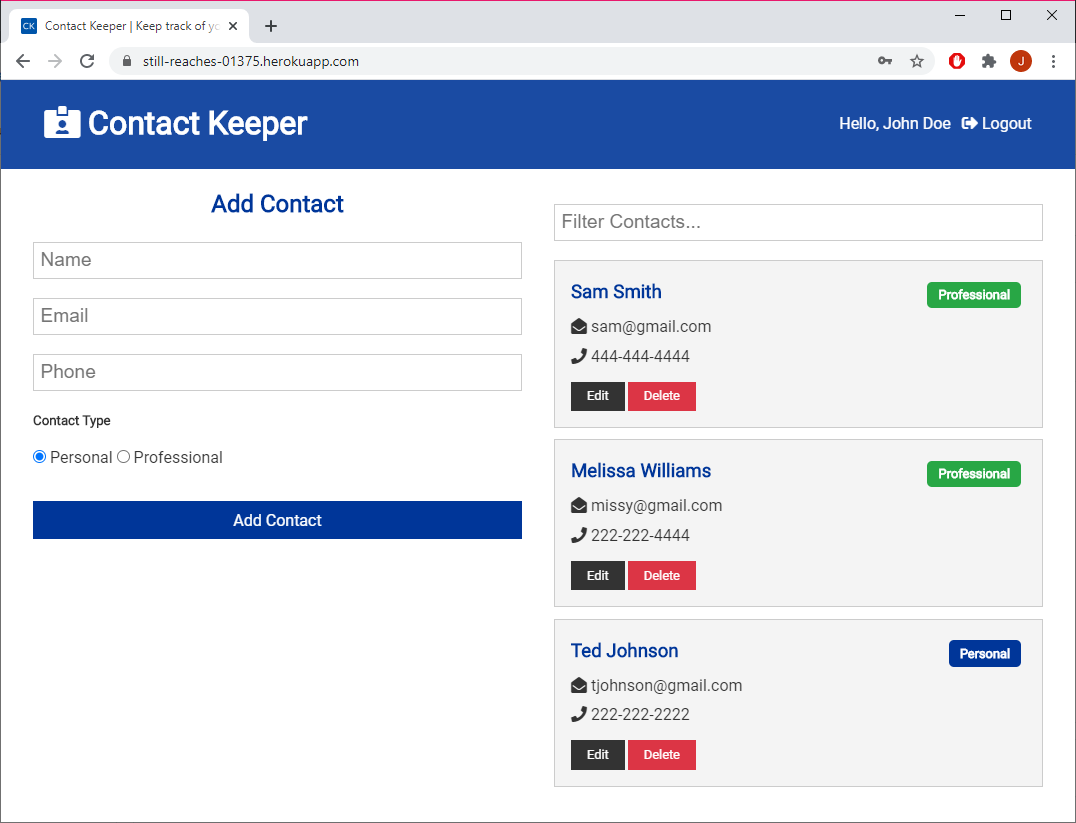 CK Contact Keeper | Keep track of yo
still-reaches-01375.herokuapp.com
J
Contact Keeper
Hello, John Doe Logout
Add Contact
Name
Email
Phone
Contact Type
Personal Professional
Add Contact
Filter Contacts...
Sam Smith
Professional
sam@gmail.com
444-444-4444
Edit Delete
Melissa Williams
Professional
missy@gmail.com
222-222-4444
Edit Delete
Ted Johnson
Personal
tjohnson@gmail.com
222-222-2222
Edit Delete